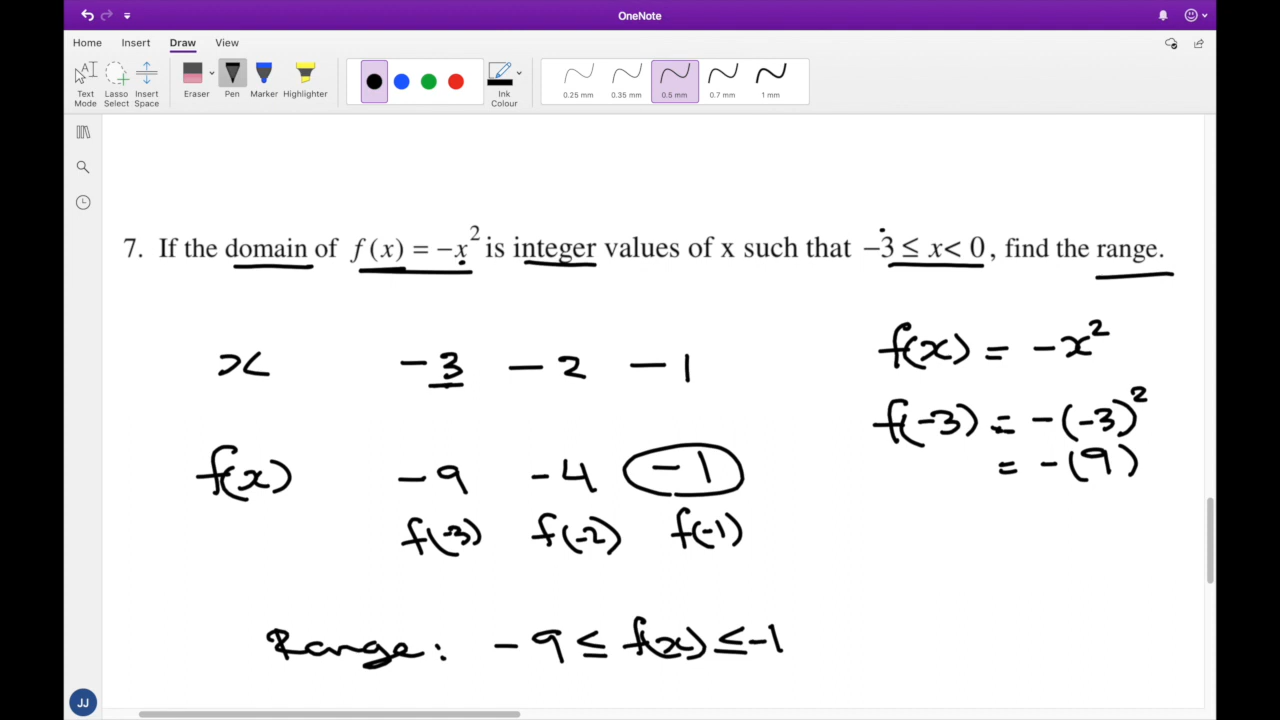 OneNote
Home Insert Draw View
Text Mode Lasso Select Insert Space Eraser Pen Marker Highlighter Ink Colour 0.25 mm 0.35 mm 0.5 mm 0.7 mm 1 mm
7. If the domain of f(x) = −x² is integer values of x such that −3 ≤ x < 0, find the range.
f(x) = -x²
x -3 -2 -1
f(-3) = -(-3)²
= -(9)
f(x) -9 -4 -1
f(-3) f(-2) f(-1)
Range: -9 ≤ f(x) ≤ -1
JJ